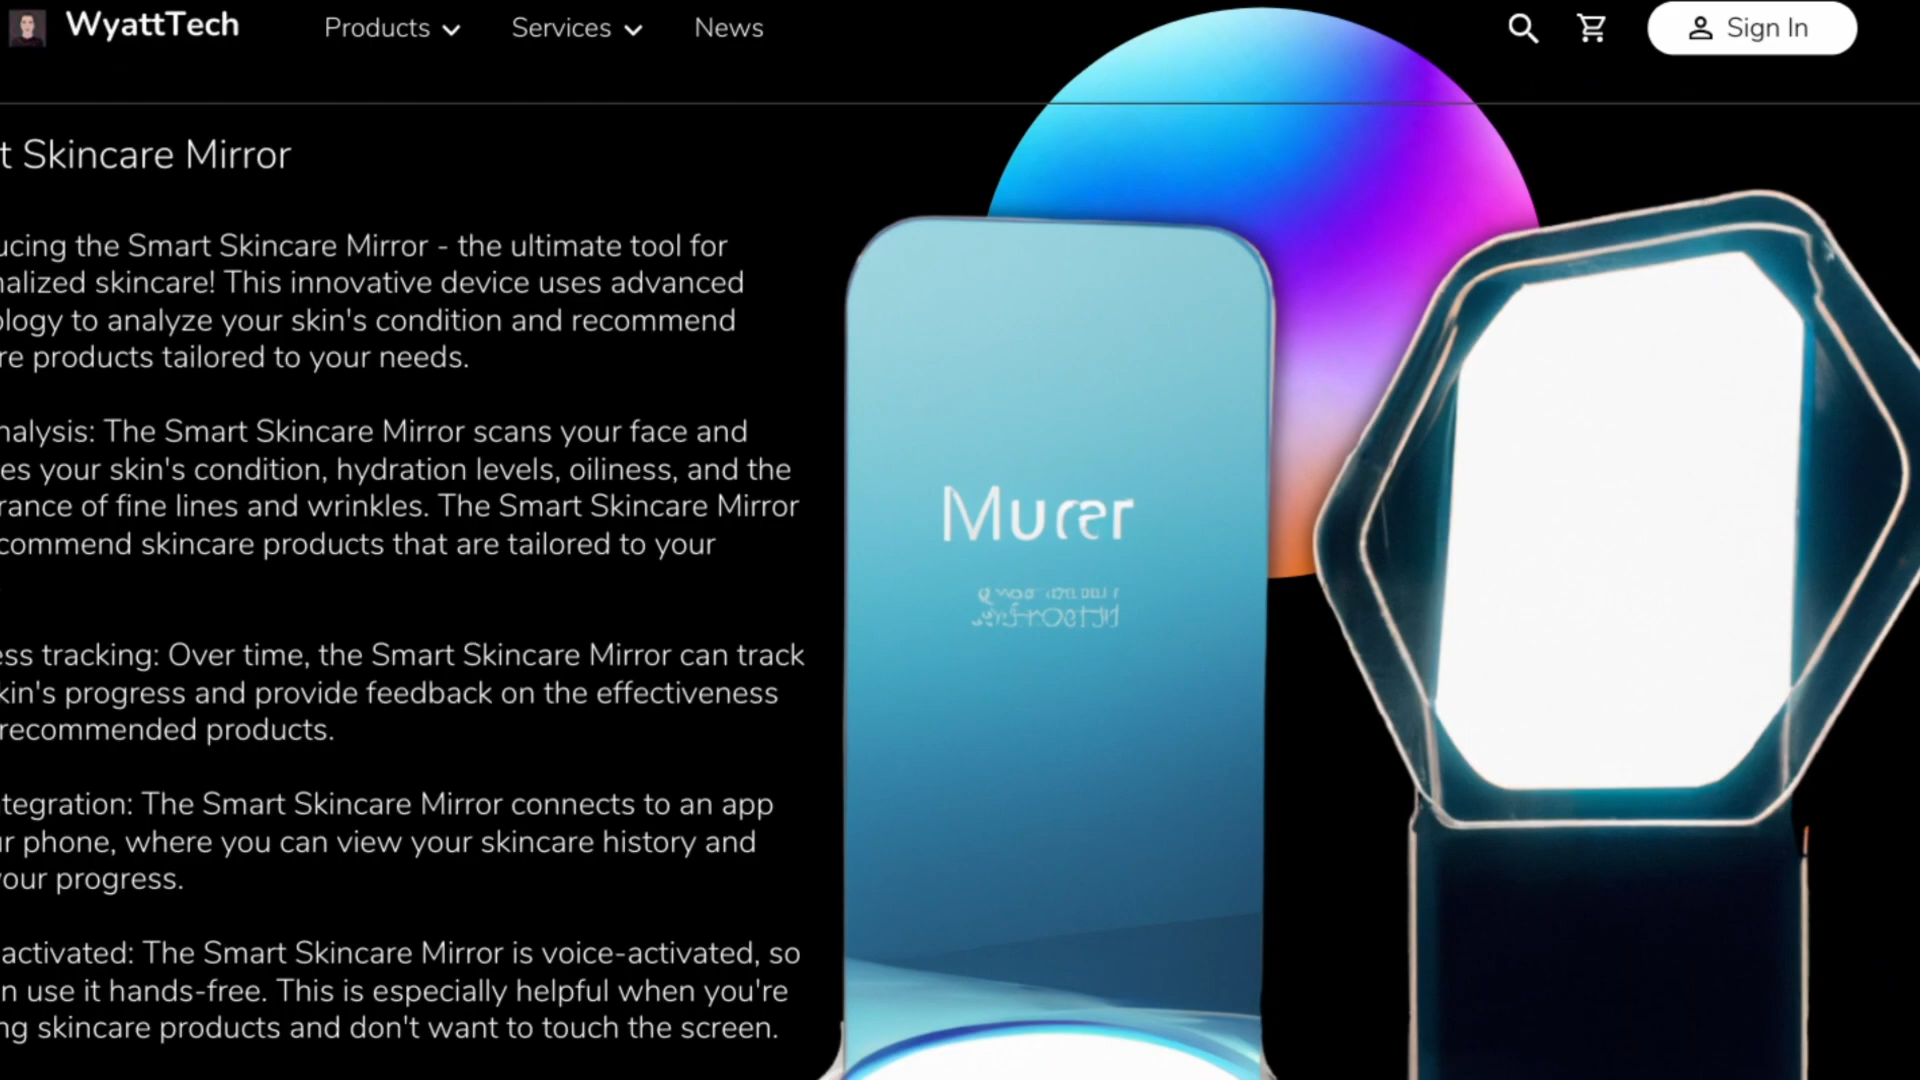 WyattTech
Products
Services
News
Sign In
t Skincare Mirror
ucing the Smart Skincare Mirror - the ultimate tool for
nalized skincare! This innovative device uses advanced
ology to analyze your skin's condition and recommend
re products tailored to your needs.
nalysis: The Smart Skincare Mirror scans your face and
es your skin's condition, hydration levels, oiliness, and the
rance of fine lines and wrinkles. The Smart Skincare Mirror
commend skincare products that are tailored to your
ess tracking: Over time, the Smart Skincare Mirror can track
kin's progress and provide feedback on the effectiveness
recommended products.
ntegration: The Smart Skincare Mirror connects to an app
ur phone, where you can view your skincare history and
your progress.
activated: The Smart Skincare Mirror is voice-activated, so
n use it hands-free. This is especially helpful when you're
ng skincare products and don't want to touch the screen.